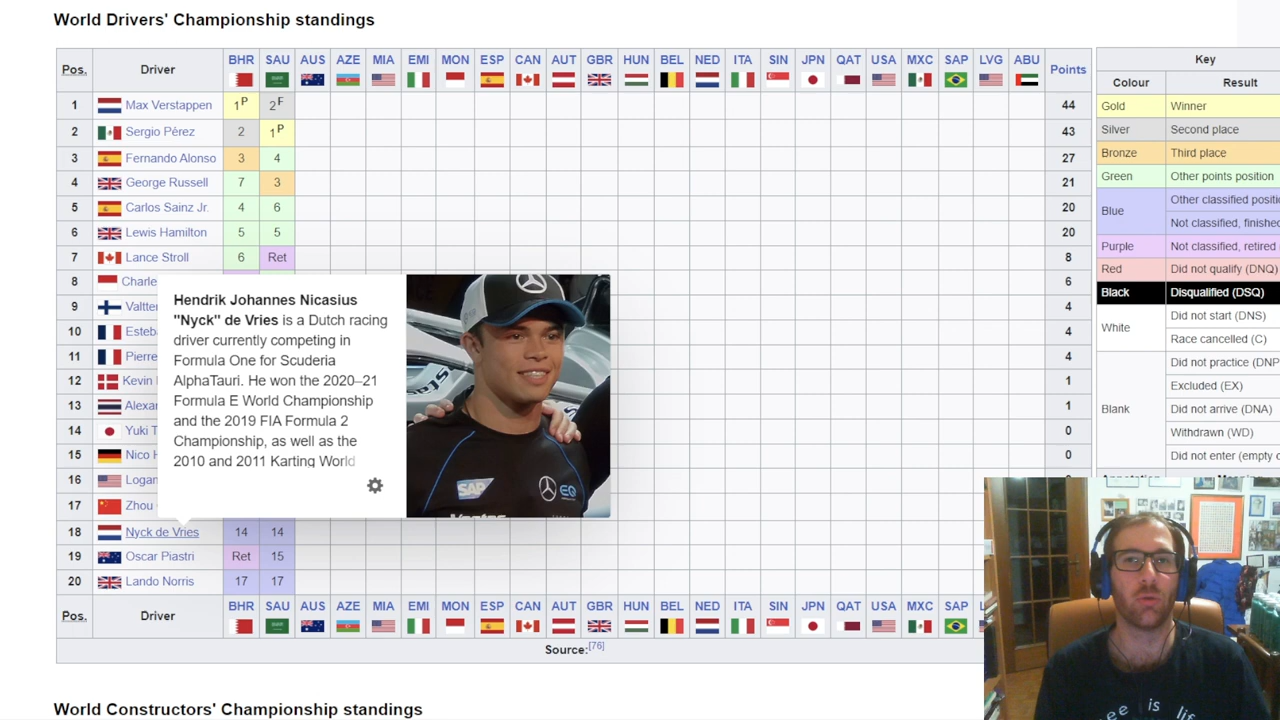 World Drivers' Championship standings
Pos. Driver BHR SAU AUS AZE MIA EMI MON ESP CAN AUT GBR HUN BEL NED ITA SIN JPN QAT USA MXC SAP LVG ABU Points
1 Max Verstappen 1P 2F 44
2 Sergio Pérez 2 1P 43
3 Fernando Alonso 3 4 27
4 George Russell 7 3 21
5 Carlos Sainz Jr. 4 6 20
6 Lewis Hamilton 5 5 20
7 Lance Stroll 6 Ret 8
8 Charle 6
9 Valtte 4
10 Esteb 4
11 Pierre 4
12 Kevin 1
13 Alexa 1
14 Yuki T 0
15 Nico H 0
16 Logan
17 Zhou
18 Nyck de Vries 14 14
19 Oscar Piastri Ret 15
20 Lando Norris 17 17
Pos. Driver BHR SAU AUS AZE MIA EMI MON ESP CAN AUT GBR HUN BEL NED ITA SIN JPN QAT USA MXC SAP
Source:[76]
Hendrik Johannes Nicasius
"Nyck" de Vries is a Dutch racing
driver currently competing in
Formula One for Scuderia
AlphaTauri. He won the 2020–21
Formula E World Championship
and the 2019 FIA Formula 2
Championship, as well as the
2010 and 2011 Karting World
SAP
Key
Colour Result
Gold Winner
Silver Second place
Bronze Third place
Green Other points position
Blue Other classified positi
Not classified, finished
Purple Not classified, retired
Red Did not qualify (DNQ)
Black Disqualified (DSQ)
White Did not start (DNS)
Race cancelled (C)
Blank Did not practice (DNP
Excluded (EX)
Did not arrive (DNA)
Withdrawn (WD)
Did not enter (empty c
World Constructors' Championship standings
ee is lif